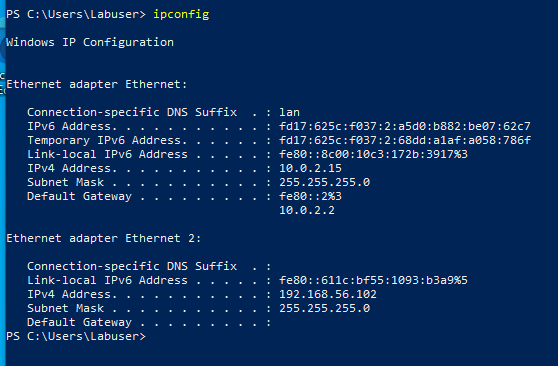 PS C:\Users\Labuser> ipconfig
Windows IP Configuration
Ethernet adapter Ethernet:
Connection-specific DNS Suffix  . : lan
IPv6 Address. . . . . . . . . . . : fd17:625c:f037:2:a5d0:b882:be07:62c7
Temporary IPv6 Address. . . . . . : fd17:625c:f037:2:68dd:a1af:a058:786f
Link-local IPv6 Address . . . . . : fe80::8c00:10c3:172b:3917%3
IPv4 Address. . . . . . . . . . . : 10.0.2.15
Subnet Mask . . . . . . . . . . . : 255.255.255.0
Default Gateway . . . . . . . . . : fe80::2%3
10.0.2.2
Ethernet adapter Ethernet 2:
Connection-specific DNS Suffix  . :
Link-local IPv6 Address . . . . . : fe80::611c:bf55:1093:b3a9%5
IPv4 Address. . . . . . . . . . . : 192.168.56.102
Subnet Mask . . . . . . . . . . . : 255.255.255.0
Default Gateway . . . . . . . . . :
PS C:\Users\Labuser>